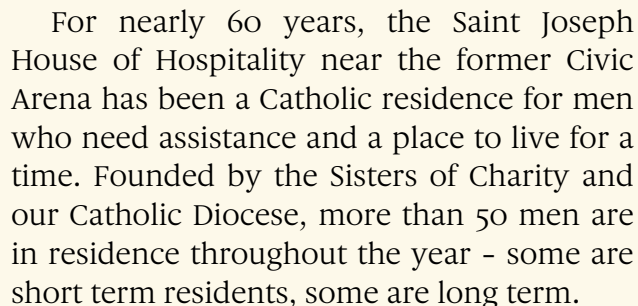 For nearly 60 years, the Saint Joseph
House of Hospitality near the former Civic
Arena has been a Catholic residence for men
who need assistance and a place to live for a
time. Founded by the Sisters of Charity and
our Catholic Diocese, more than 50 men are
in residence throughout the year – some are
short term residents, some are long term.